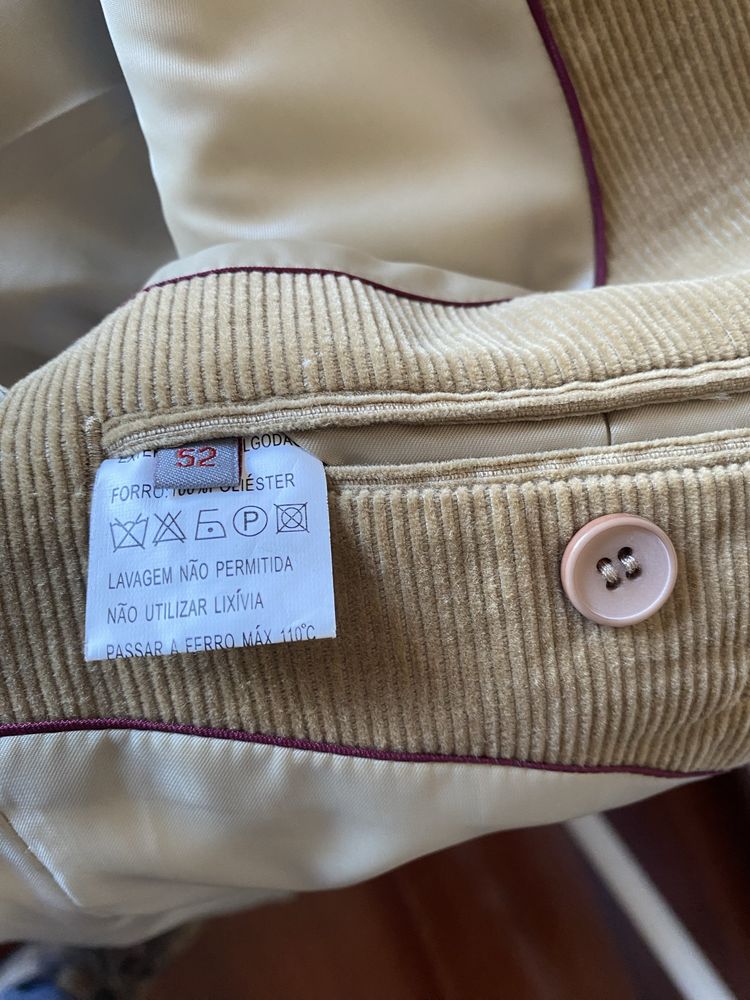 52
FORRO: 100% POLIÉSTER
P
LAVAGEM NÃO PERMITIDA
NÃO UTILIZAR LIXÍVIA
PASSAR A FERRO MÁX 110°C